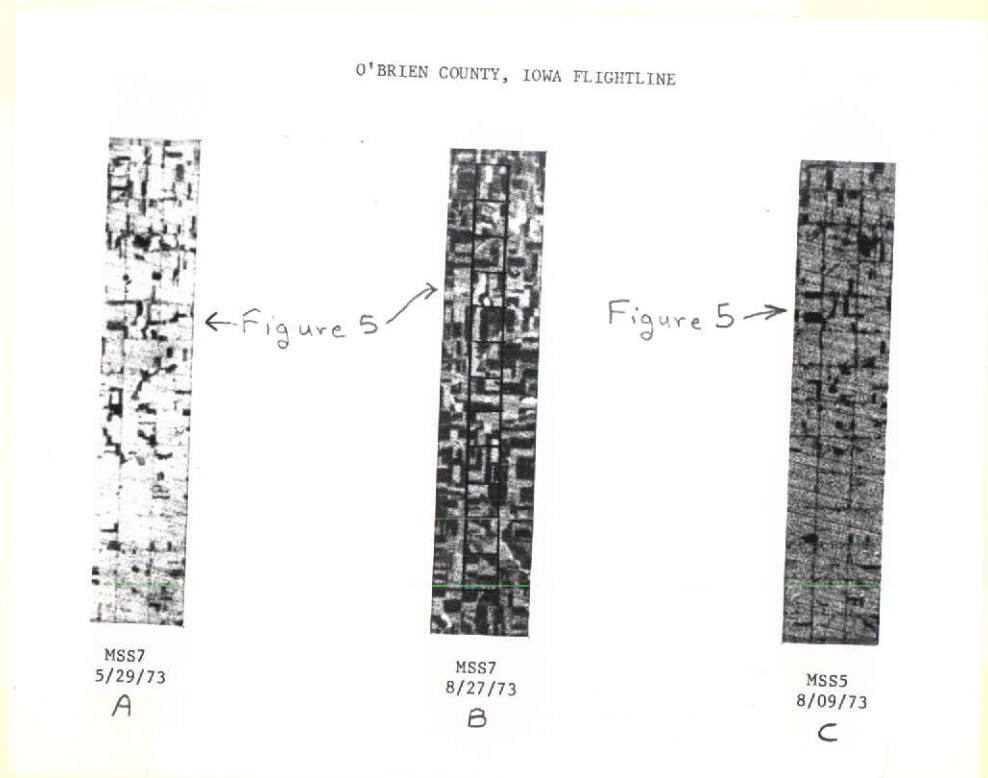 O'BRIEN COUNTY, IOWA FLIGHTLINE
←Figure 5
Figure 5→
MSS7
5/29/73
A
MSS7
8/27/73
B
MSS5
8/09/73
C